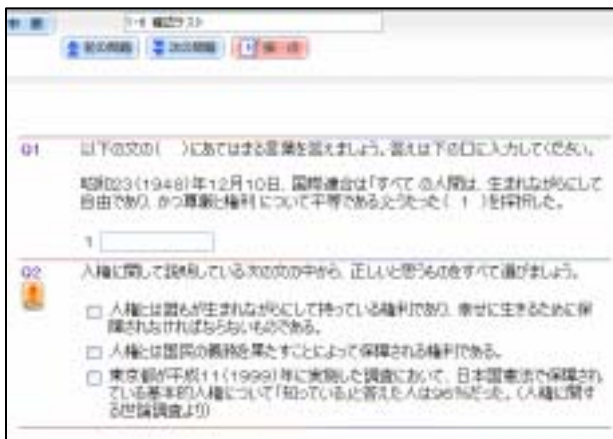 1-1 確認テスト
前の問題 次の問題 採点
Q1 以下の文の( )にあてはまる言葉を答えましょう。答えは下の口に入力してください。
昭和23(1948)年12月10日、国際連合は「すべての人間は、生まれながらにして
自由であり、かつ尊厳と権利について平等である」とうたった( 1 )を採択した。
1
Q2 人権に関して説明している次の文の中から、正しいと思うものをすべて選びましょう。
人権とは誰もが生まれながらにして持っている権利であり、幸せに生きるために保
障されなければならないものである。
人権とは国民の義務を果たすことによって保障される権利である。
東京都が平成11(1999)年に実施した調査において、日本国憲法で保障され
ている基本的人権について「知っている」と答えた人は96%だった。(人権に関す
る世論調査より)